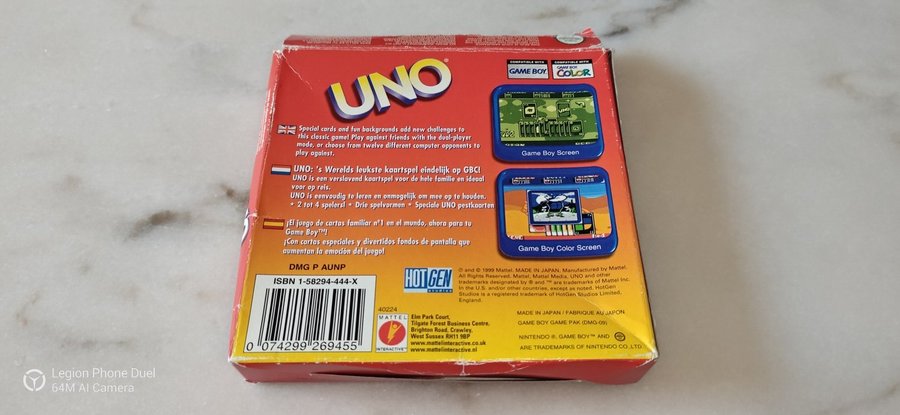 UNO®
COMPATIBLE WITH
GAME BOY
COMPATIBLE WITH
GAME BOY
COLOR
Special cards and fun backgrounds add new challenges to
this classic game! Play against friends with the dual-player
mode, or choose from twelve different computer opponents to
play against.
Game Boy Screen
UNO: 's Werelds leukste kaartspel eindelijk op GBC!
UNO is een verslavend kaartspel voor de hele familie en ideaal
voor op reis.
UNO is eenvoudig te leren en onmogelijk om mee op te houden.
• 2 tot 4 spelers! • Drie spelvormen • Speciale UNO pestkaarten
Game Boy Color Screen
¡El juego de cartas familiar nº1 en el mundo, ahora para tu
Game Boy™!
¡Con cartas especiales y divertidos fondos de pantalla que
aumentan la emoción del juego!
DMG P AUNP
ISBN 1-58294-444-X
0 074299 269455
HOTGEN
STUDIOS
© and ® 1999 Mattel. MADE IN JAPAN. Manufactured by Mattel.
All Rights Reserved. Mattel, Mattel Media, UNO and other
trademarks designated by ® and ™ are trademarks of Mattel Inc.
In the U.S. and/or other countries, except as noted. HotGen
Studios is a registered trademark of HotGen Studios Limited,
England.
40224
MATTEL
INTERACTIVE™
Elm Park Court,
Tilgate Forest Business Centre,
Brighton Road, Crawley,
West Sussex RH11 9BP
www.mattelinteractive.co.uk
www.mattelinteractive.nl
MADE IN JAPAN / FABRIQUE AU JAPON
GAME BOY GAME PAK (DMG-09)
NINTENDO ®, GAME BOY™ AND
ARE TRADEMARKS OF NINTENDO CO.,LTD.
Legion Phone Duel
64M AI Camera